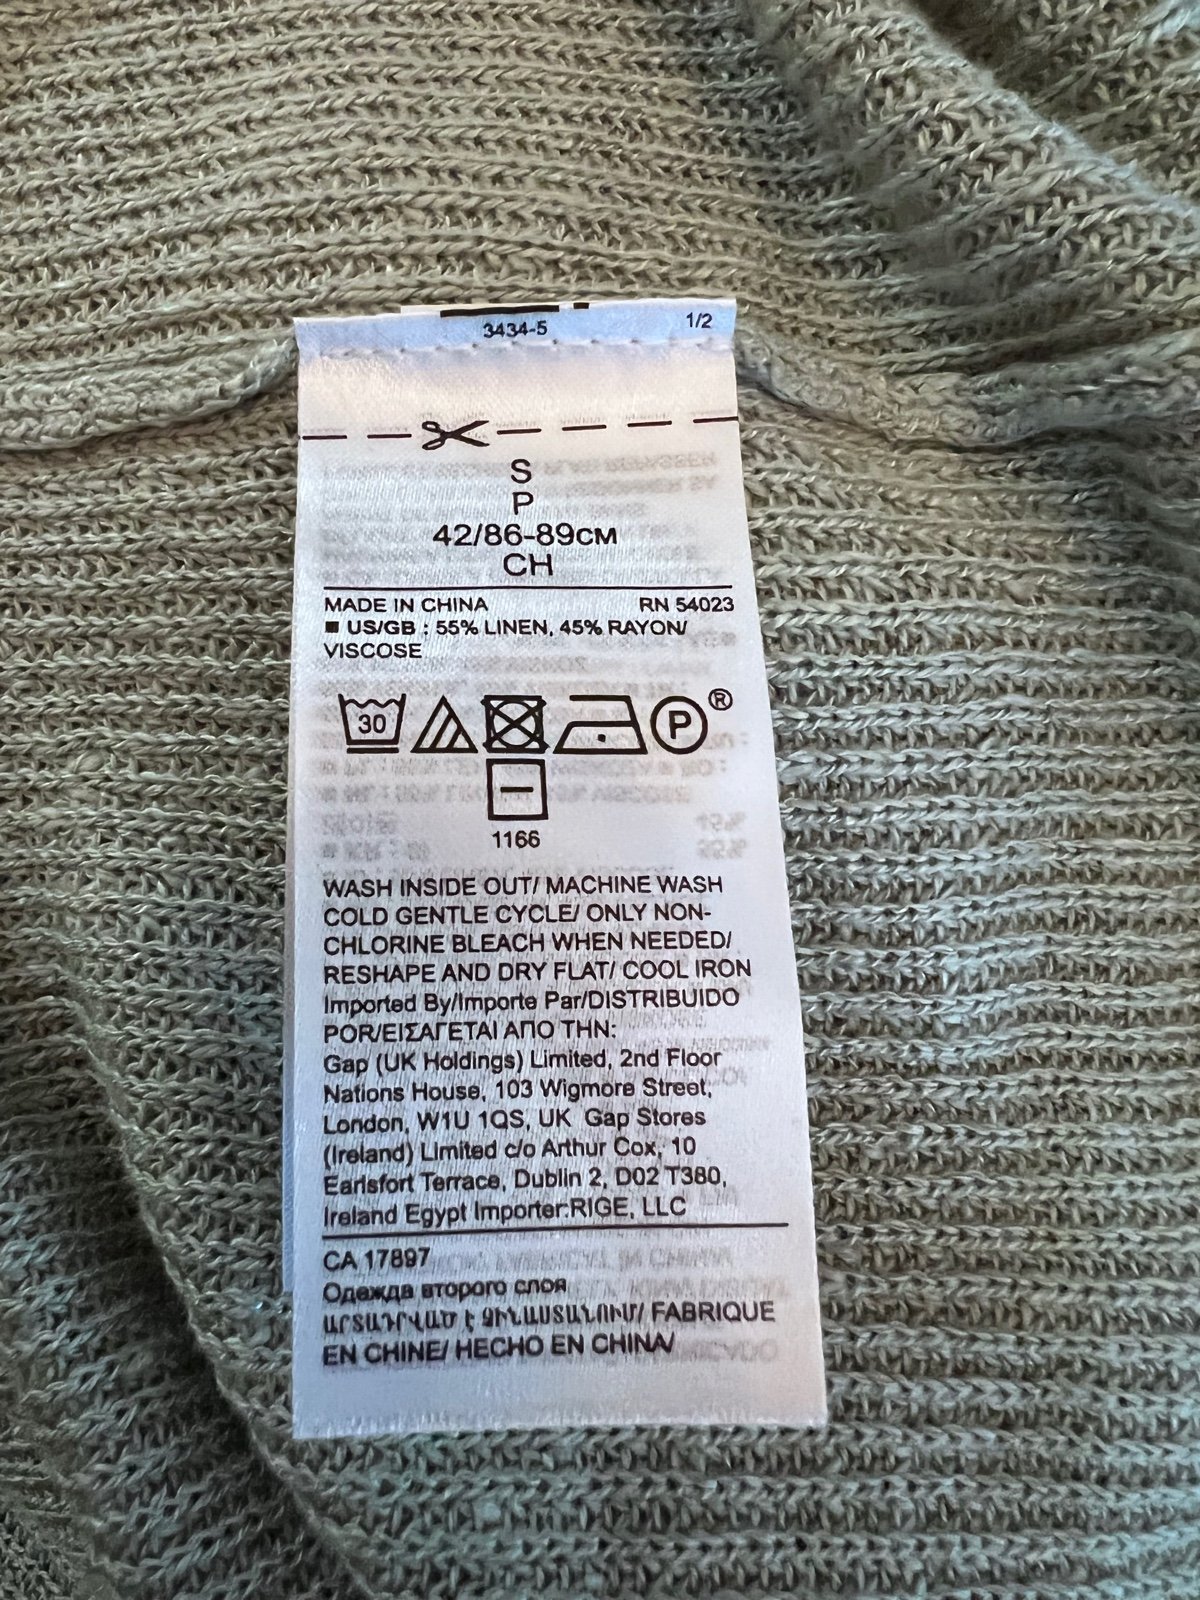 3434-5 1/2
S
P
42/86-89CM
CH
MADE IN CHINA RN 54023
■ US/GB : 55% LINEN, 45% RAYON/
VISCOSE
30 P ®
1166
WASH INSIDE OUT/ MACHINE WASH
COLD GENTLE CYCLE/ ONLY NON-
CHLORINE BLEACH WHEN NEEDED/
RESHAPE AND DRY FLAT/ COOL IRON
Imported By/Importe Par/DISTRIBUIDO
POR/ΕΙΣΑΓΕΤΑΙ ΑΠΟ ΤΗΝ:
Gap (UK Holdings) Limited, 2nd Floor
Nations House, 103 Wigmore Street,
London, W1U 1QS, UK Gap Stores
(Ireland) Limited c/o Arthur Cox, 10
Earlsfort Terrace, Dublin 2, D02 T380,
Ireland Egypt Importer:RIGE, LLC
CA 17897
Одежда второго слоя
ԱՐՏԱԴՐՎԱԾ Է ՉԻՆԱՍՏԱՆՈՒՄ/ FABRIQUE
EN CHINE/ HECHO EN CHINA/